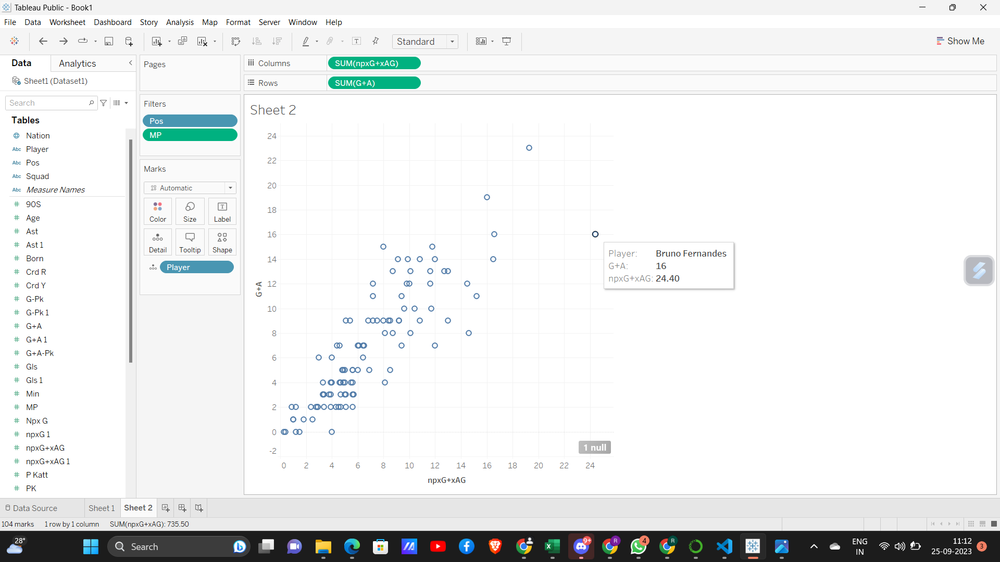 Tableau Public - Book1
File Data Worksheet Dashboard Story Analysis Map Format Server Window Help
Standard
Show Me
Data Analytics
Sheet1 (Dataset1)
Search
Tables
Nation
Abc Player
Abc Pos
Abc Squad
Abc Measure Names
90S
Age
Ast
Ast 1
Born
Crd R
Crd Y
G-Pk
G-Pk 1
G+A
G+A 1
G+A-Pk
Gls
Gls 1
Min
MP
Npx G
npxG 1
npxG+xAG
npxG+xAG 1
P Katt
PK
Pages
Filters
Pos
MP
Marks
Automatic
Color Size Label
Detail Tooltip Shape
Player
Columns SUM(npxG+xAG)
Rows SUM(G+A)
Sheet 2
24
22
20
18
16
14
12
10
8
6
4
2
0
-2
G+A
0 2 4 6 8 10 12 14 16 18 20 22 24
npxG+xAG
1 null
Player: Bruno Fernandes
G+A: 16
npxG+xAG: 24.40
Data Source Sheet 1 Sheet 2
104 marks 1 row by 1 column SUM(npxG+xAG): 735.50
28°
Search
9+
R
4
R
ENG
IN
11:12
25-09-2023
3